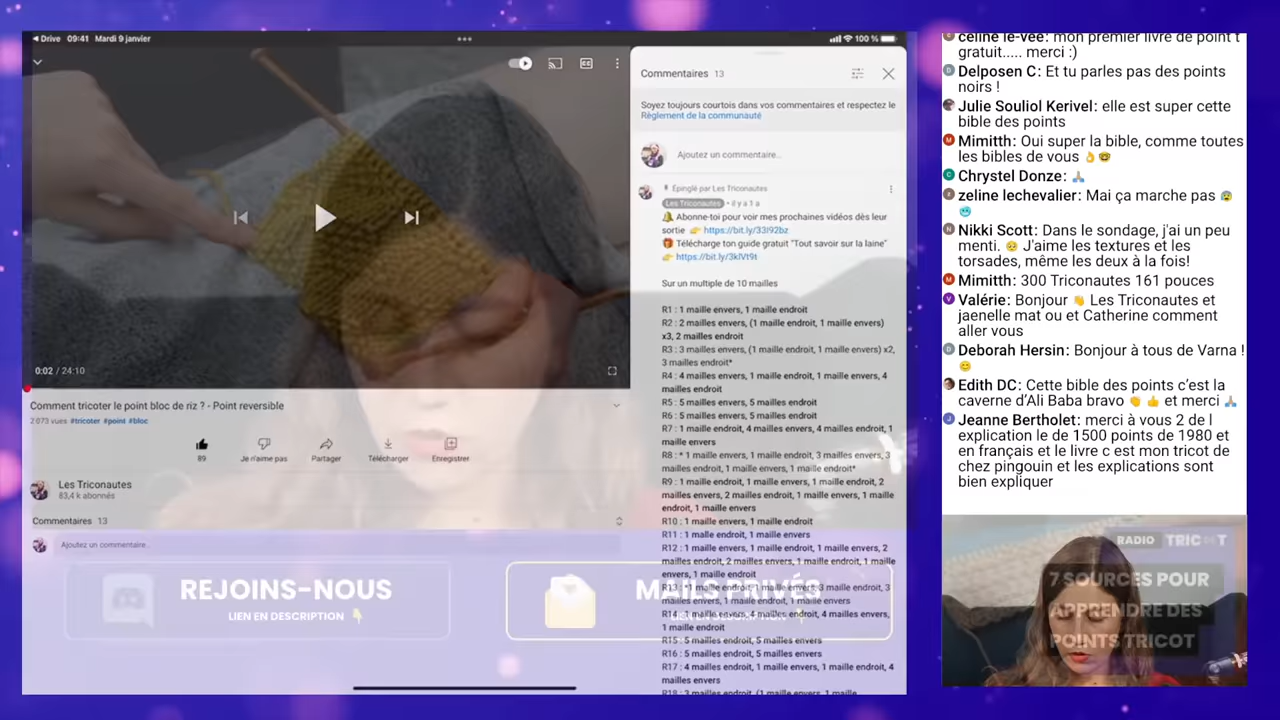 Drive 09:41 Mardi 9 janvier
100 %
0:02 / 24:10
Comment tricoter le point bloc de riz ? - Point reversible
2 073 vues #tricoter #point #bloc
89
Je n'aime pas
Partager
Télécharger
Enregistrer
Les Triconautes
83,4 k abonnés
Commentaires 13
Ajoutez un commentaire..
REJOINS-NOUS
LIEN EN DESCRIPTION
MAILS PRIVÉS
Commentaires 13
Soyez toujours courtois dans vos commentaires et respectez le
Règlement de la communauté
Ajoutez un commentaire..
Épinglé par Les Triconautes
Les Triconautes • il y a 1 a
🔔 Abonne-toi pour voir mes prochaines vidéos dès leur
sortie 👉 https://bit.ly/33I92bz
🎁 Télécharge ton guide gratuit "Tout savoir sur la laine"
👉 https://bit.ly/3klVt9t
Sur un multiple de 10 mailles
R1 : 1 maille envers, 1 maille endroit
R2 : 2 mailles envers, (1 maille endroit, 1 maille envers)
x3, 2 mailles endroit
R3 : 3 mailles envers, (1 maille endroit, 1 maille envers) x2,
3 mailles endroit*
R4 : 4 mailles envers, 1 maille endroit, 1 maille envers, 4
mailles endroit
R5 : 5 mailles envers, 5 mailles endroit
R6 : 5 mailles envers, 5 mailles endroit
R7 : 1 maille endroit, 4 mailles envers, 4 mailles endroit, 1
maille envers
R8 : * 1 maille envers, 1 maille endroit, 3 mailles envers, 3
mailles endroit, 1 maille envers, 1 maille endroit*
R9 : 1 maille endroit, 1 maille envers, 1 maille endroit, 2
mailles envers, 2 mailles endroit, 1 maille envers, 1 maille
endroit, 1 maille envers
R10 : 1 maille envers, 1 maille endroit
R11 : 1 maille endroit, 1 maille envers
R12 : 1 maille envers, 1 maille endroit, 1 maille envers, 2
mailles endroit, 2 mailles envers, 1 maille endroit, 1 maille
envers, 1 maille endroit
maille endroit, 3 mailles endroit, 3
1 maille envers
4 mailles endroit, 4 mailles envers,
1 maille endroit
R15 : 5 mailles endroit, 5 mailles envers
R16 : 5 mailles endroit, 5 mailles envers
R17 : 4 mailles endroit, 1 maille envers, 1 maille endroit, 4
mailles envers
R18 : 3 mailles endroit, (1 maille envers, 1 maille
celine le-vee: mon premier livre de point t
gratuit..... merci :)
Delposen C: Et tu parles pas des points
noirs !
Julie Souliol Kerivel: elle est super cette
bible des points
Mimitth: Oui super la bible, comme toutes
les bibles de vous 👌🤓
Chrystel Donze: 🙏
zeline lechevalier: Mai ça marche pas 😰
🥶
Nikki Scott: Dans le sondage, j'ai un peu
menti. 🥺 J'aime les textures et les
torsades, même les deux à la fois!
Mimitth: 300 Triconautes 161 pouces
Valérie: Bonjour 👋 Les Triconautes et
jaenelle mat ou et Catherine comment
aller vous
Deborah Hersin: Bonjour à tous de Varna !
😊
Edith DC: Cette bible des points c’est la
caverne d’Ali Baba bravo 👏 👍 et merci 🙏
Jeanne Bertholet: merci à vous 2 de l
explication le de 1500 points de 1980 et
en français et le livre c est mon tricot de
chez pingouin et les explications sont
bien expliquer
RADIO TRIC T
7 SOURCES POUR
APPRENDRE DES
POINTS TRICOT